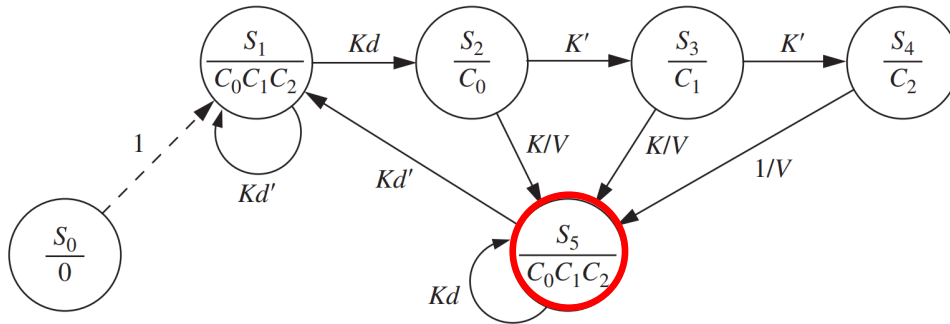 S₁
C₀C₁C₂
Kd
S₂
C₀
K′
S₃
C₁
K′
S₄
C₂
1
Kd′
Kd′
K/V
K/V
1/V
S₀
0
S₅
C₀C₁C₂
Kd